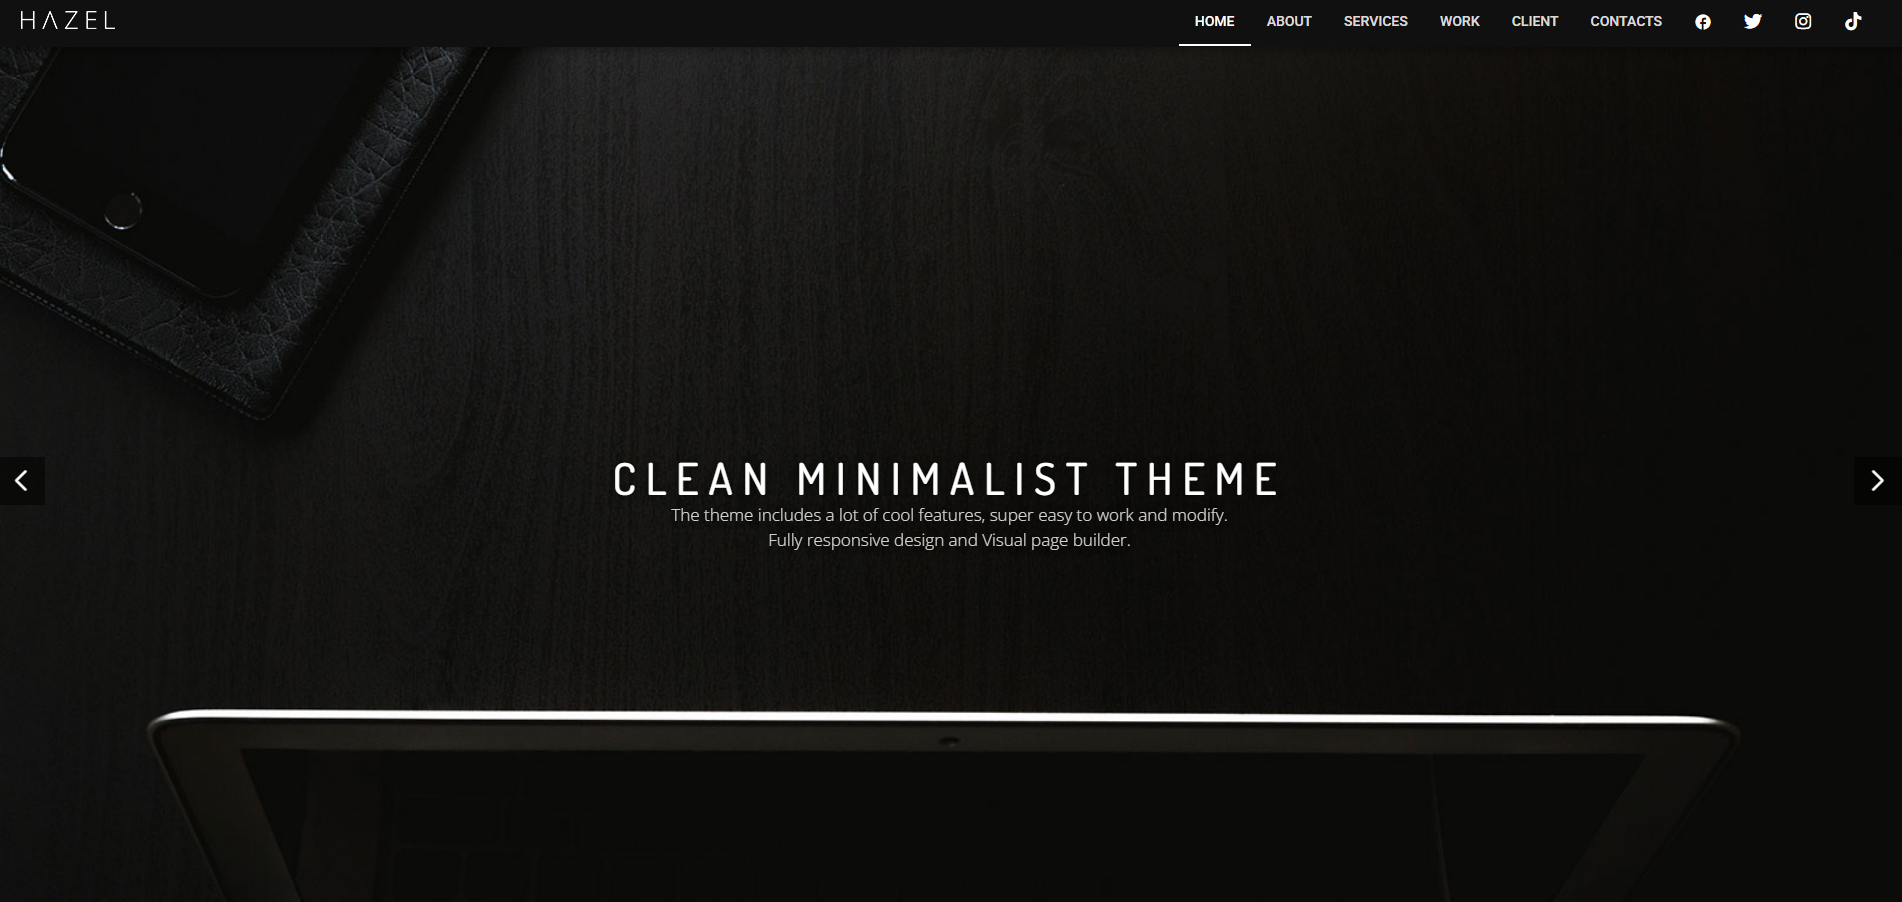 HAZEL
HOME ABOUT SERVICES WORK CLIENT CONTACTS
CLEAN MINIMALIST THEME
The theme includes a lot of cool features, super easy to work and modify.
Fully responsive design and Visual page builder.